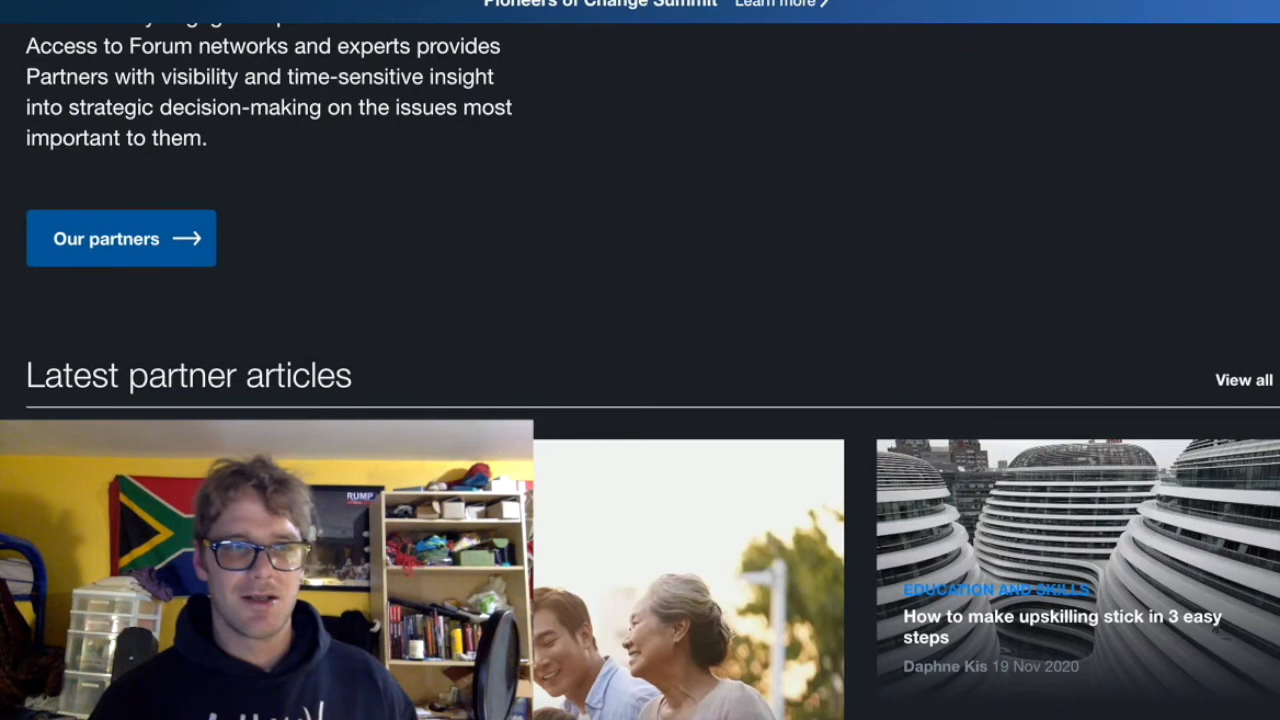 Pioneers of Change Summit Learn more
Access to Forum networks and experts provides
Partners with visibility and time-sensitive insight
into strategic decision-making on the issues most
important to them.
Our partners
Latest partner articles
View all
RUMP
EDUCATION AND SKILLS
How to make upskilling stick in 3 easy
steps
Daphne Kis 19 Nov 2020